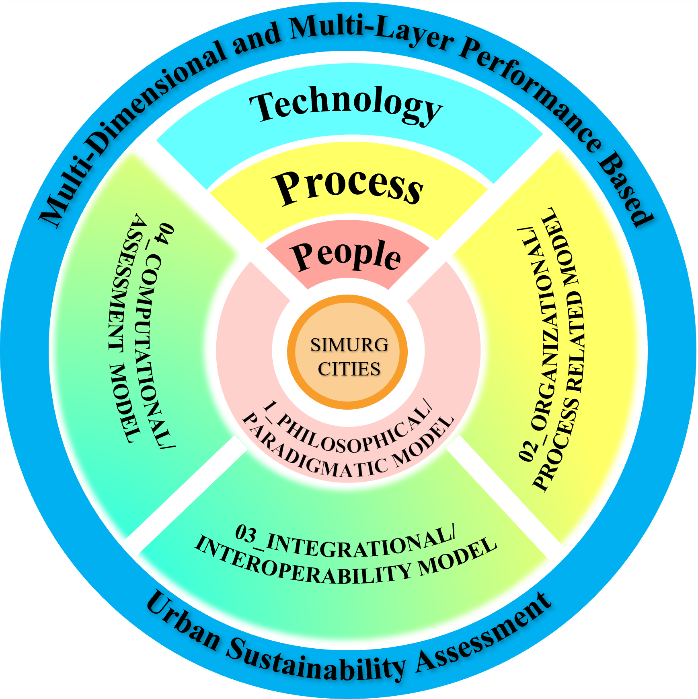 Multi-Dimensional and Multi-Layer Performance Based
Technology
Process
People
SIMURG
CITIES
1_PHILOSOPHICAL/
PARADIGMATIC MODEL
02_ORGANIZATIONAL/
PROCESS RELATED MODEL
03_INTEGRATIONAL/
INTEROPERABILITY MODEL
04_COMPUTATIONAL/
ASSESSMENT MODEL
Urban Sustainability Assessment